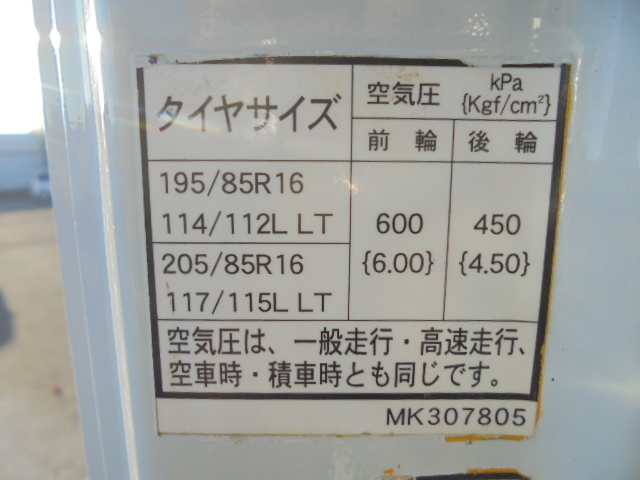 タイヤサイズ
空気圧 kPa {Kgf/cm²}
前輪 後輪
195/85R16
114/112L LT
205/85R16
117/115L LT
600 450
{6.00} {4.50}
空気圧は、一般走行・高速走行、
空車時・積車時とも同じです。
MK307805